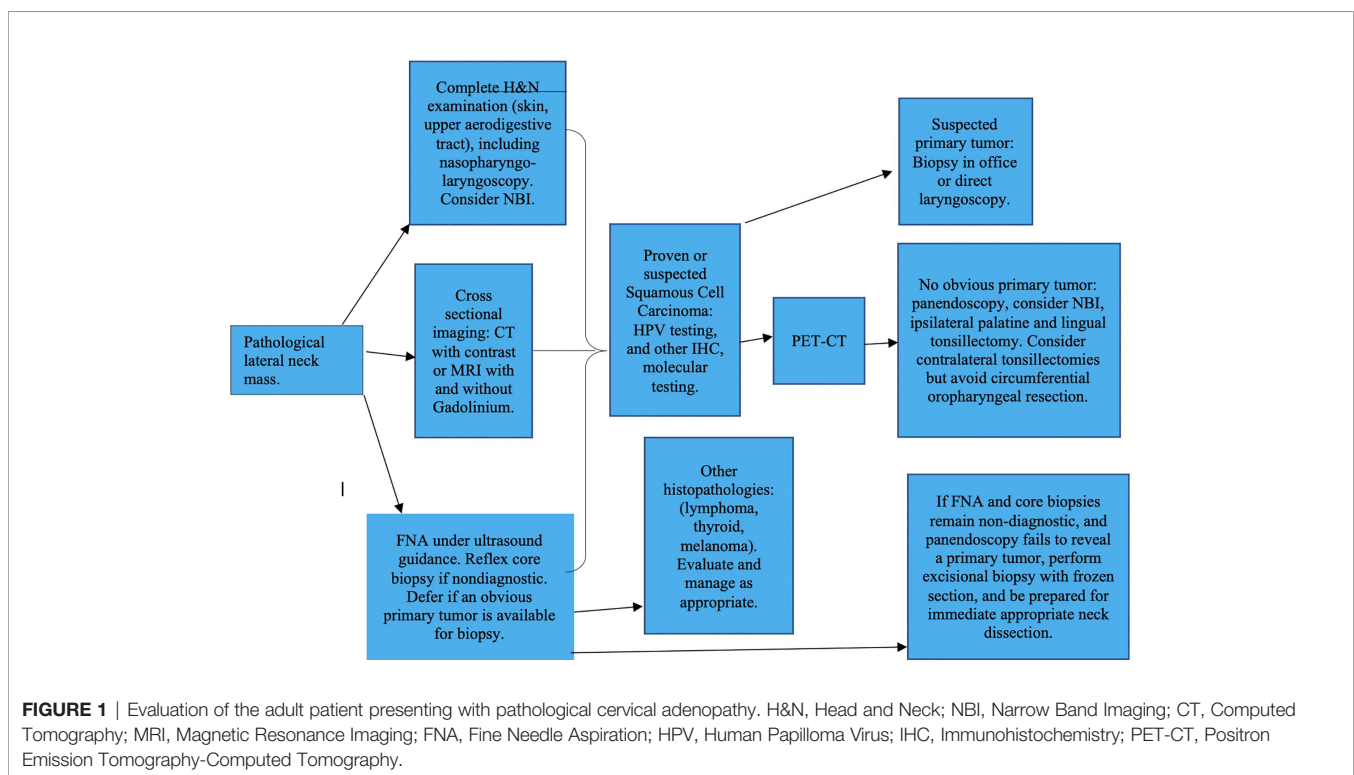 Complete H&N
examination (skin,
upper aerodigestive
tract), including
nasopharyngo-
laryngoscopy.
Consider NBI.
Suspected
primary tumor:
Biopsy in office
or direct
laryngoscopy.
Pathological
lateral neck
mass.
Cross
sectional
imaging: CT
with contrast
or MRI with
and without
Gadolinium.
Proven or
suspected
Squamous Cell
Carcinoma:
HPV testing,
and other IHC,
molecular
testing.
PET-CT
No obvious primary tumor:
panendoscopy, consider NBI,
ipsilateral palatine and lingual
tonsillectomy. Consider
contralateral tonsillectomies
but avoid circumferential
oropharyngeal resection.
I
FNA under ultrasound
guidance. Reflex core
biopsy if nondiagnostic.
Defer if an obvious
primary tumor is available
for biopsy.
Other
histopathologies:
(lymphoma,
thyroid,
melanoma).
Evaluate and
manage as
appropriate.
If FNA and core biopsies
remain non-diagnostic, and
panendoscopy fails to reveal
a primary tumor, perform
excisional biopsy with frozen
section, and be prepared for
immediate appropriate neck
dissection.
FIGURE 1 | Evaluation of the adult patient presenting with pathological cervical adenopathy. H&N, Head and Neck; NBI, Narrow Band Imaging; CT, Computed
Tomography; MRI, Magnetic Resonance Imaging; FNA, Fine Needle Aspiration; HPV, Human Papilloma Virus; IHC, Immunohistochemistry; PET-CT, Positron
Emission Tomography-Computed Tomography.